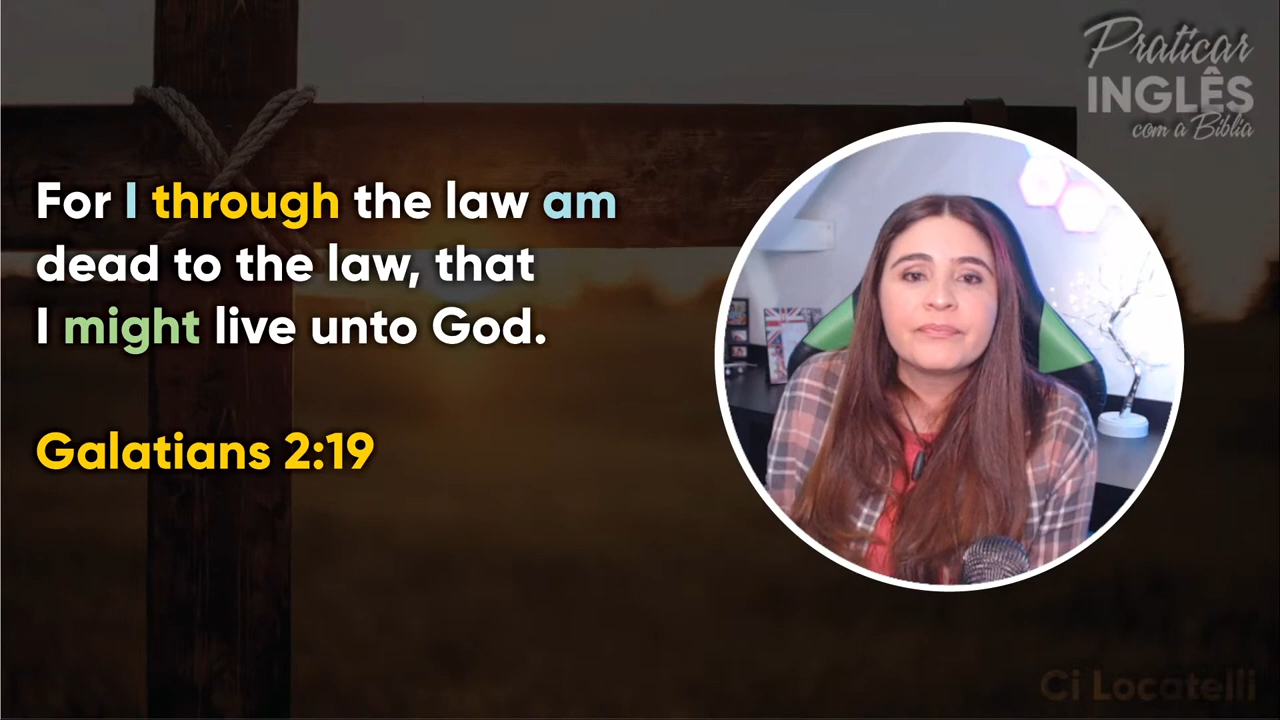 Praticar
INGLÊS
com a Bíblia
For I through the law am
dead to the law, that
I might live unto God.
Galatians 2:19
Ci Locatelli